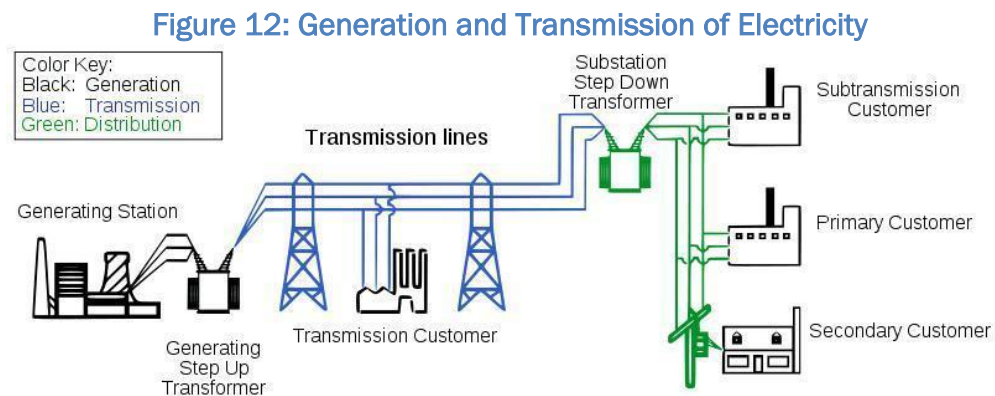 Figure 12: Generation and Transmission of Electricity
Color Key:
Black: Generation
Blue: Transmission
Green: Distribution
Substation
Step Down
Transformer
Subtransmission
Customer
Transmission lines
Generating Station
Primary Customer
Transmission Customer
Secondary Customer
Generating
Step Up
Transformer